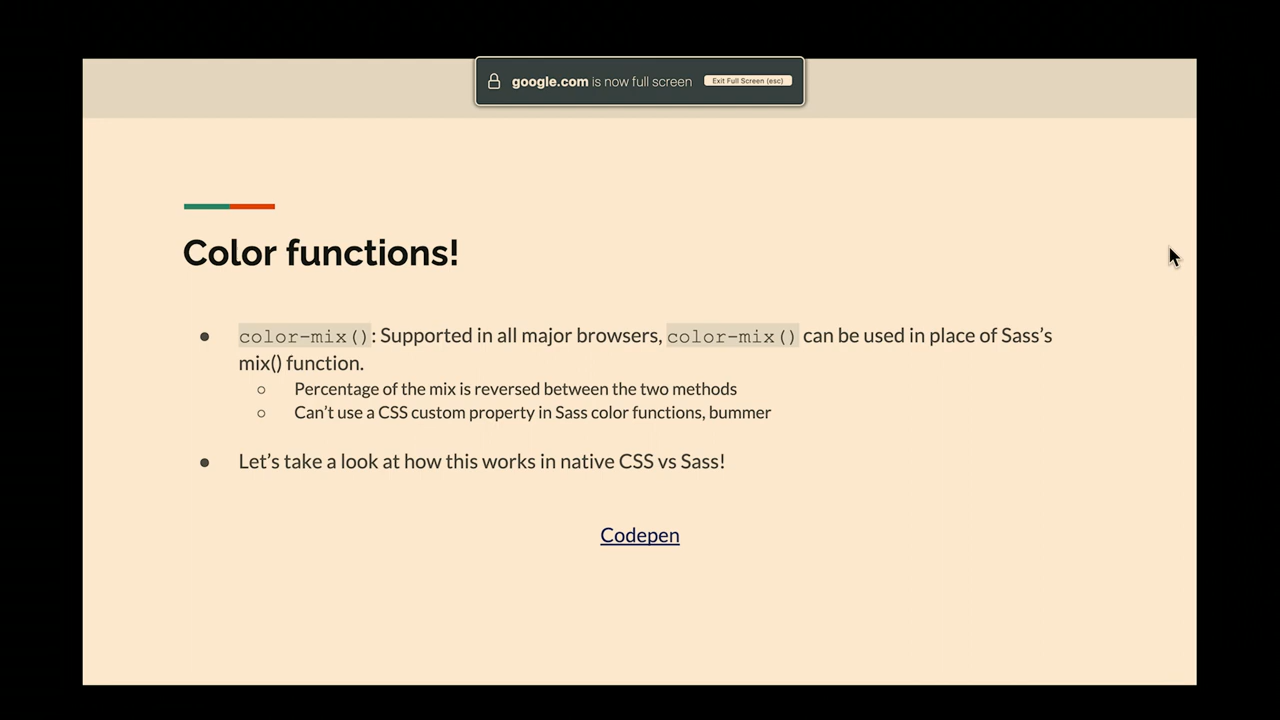 google.com is now full screen Exit Full Screen (esc)
Color functions!
● color-mix(): Supported in all major browsers, color-mix() can be used in place of Sass’s
mix() function.
○ Percentage of the mix is reversed between the two methods
○ Can’t use a CSS custom property in Sass color functions, bummer
● Let’s take a look at how this works in native CSS vs Sass!
Codepen